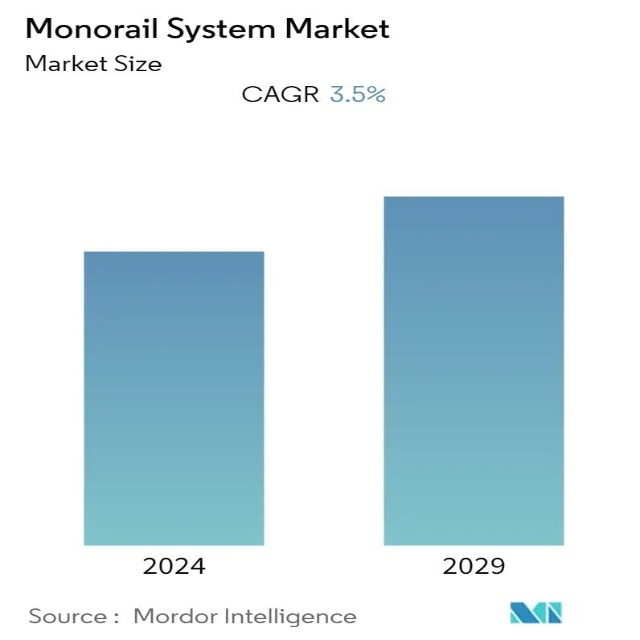 Monorail System Market
Market Size
CAGR 3.5%
2024 2029
Source : Mordor Intelligence